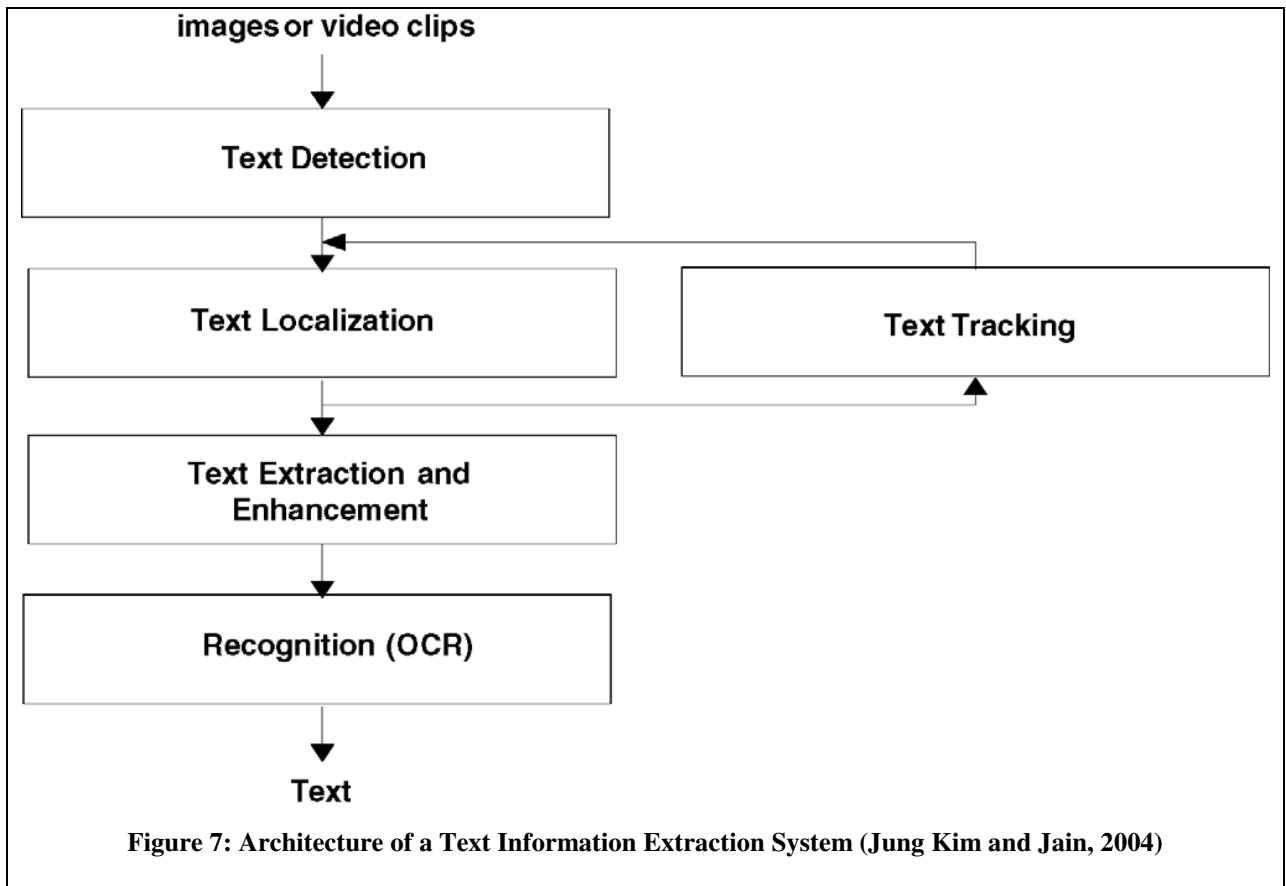 images or video clips
Text Detection
Text Localization
Text Tracking
Text Extraction and
Enhancement
Recognition (OCR)
Text
Figure 7: Architecture of a Text Information Extraction System (Jung Kim and Jain, 2004)